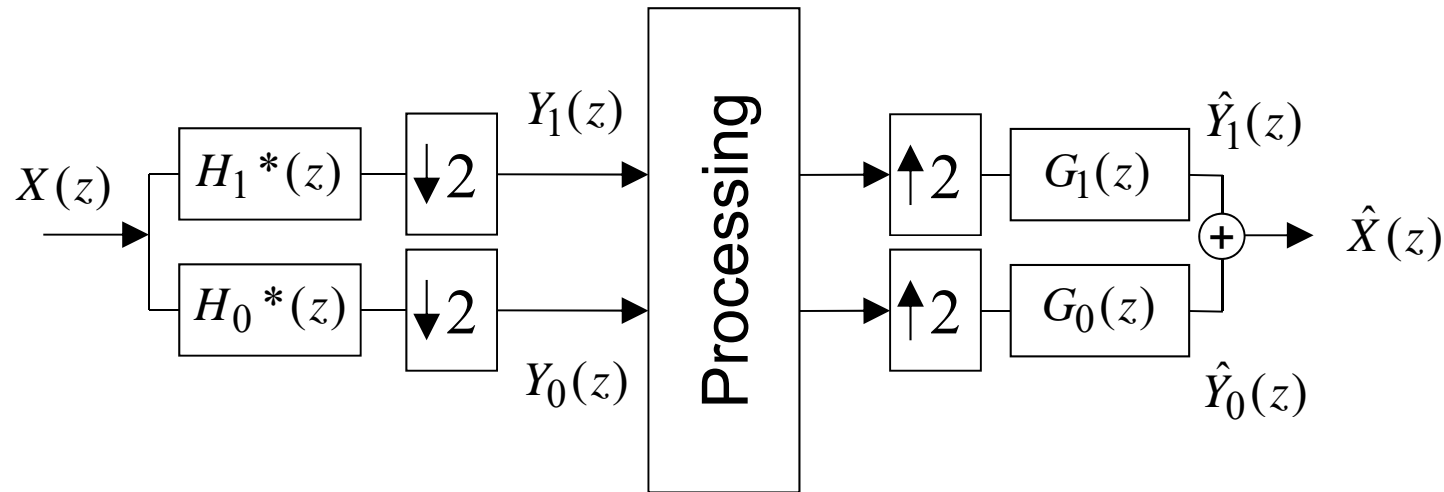 X(z)
H₁*(z)
↓2
Y₁(z)
H₀*(z)
↓2
Y₀(z)
Processing
↑2
G₁(z)
Ŷ₁(z)
↑2
G₀(z)
Ŷ₀(z)
+
X̂(z)